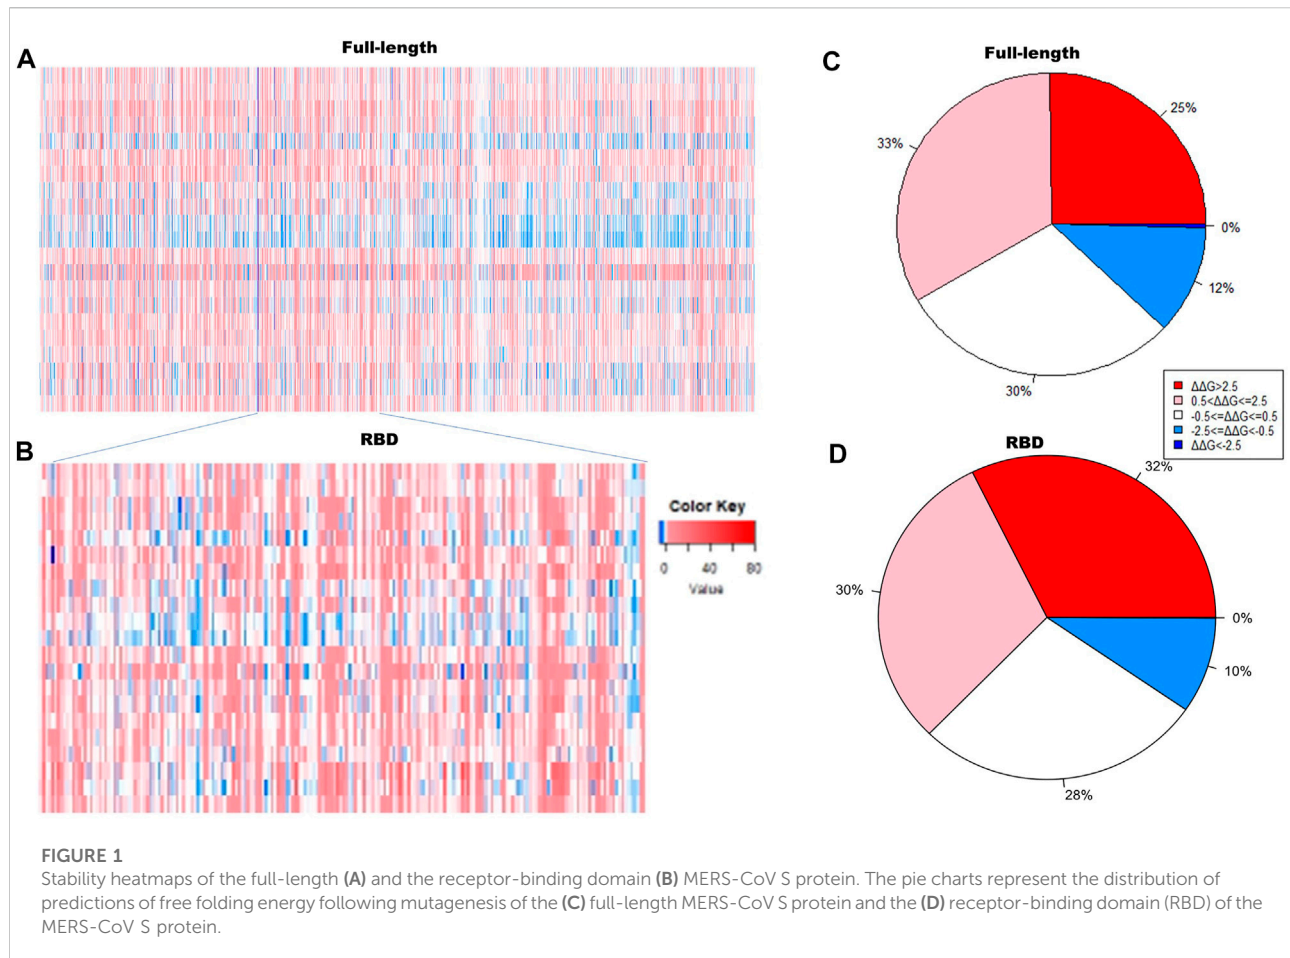 A
Full-length
B
RBD
Color Key
0 40 80
Value
C
Full-length
25%
33%
0%
12%
30%
ΔΔG>2.5
0.5<ΔΔG<=2.5
-0.5<=ΔΔG<=0.5
-2.5<=ΔΔG<-0.5
ΔΔG<-2.5
D
RBD
32%
30%
0%
10%
28%
FIGURE 1
Stability heatmaps of the full-length (A) and the receptor-binding domain (B) MERS-CoV S protein. The pie charts represent the distribution of
predictions of free folding energy following mutagenesis of the (C) full-length MERS-CoV S protein and the (D) receptor-binding domain (RBD) of the
MERS-CoV S protein.